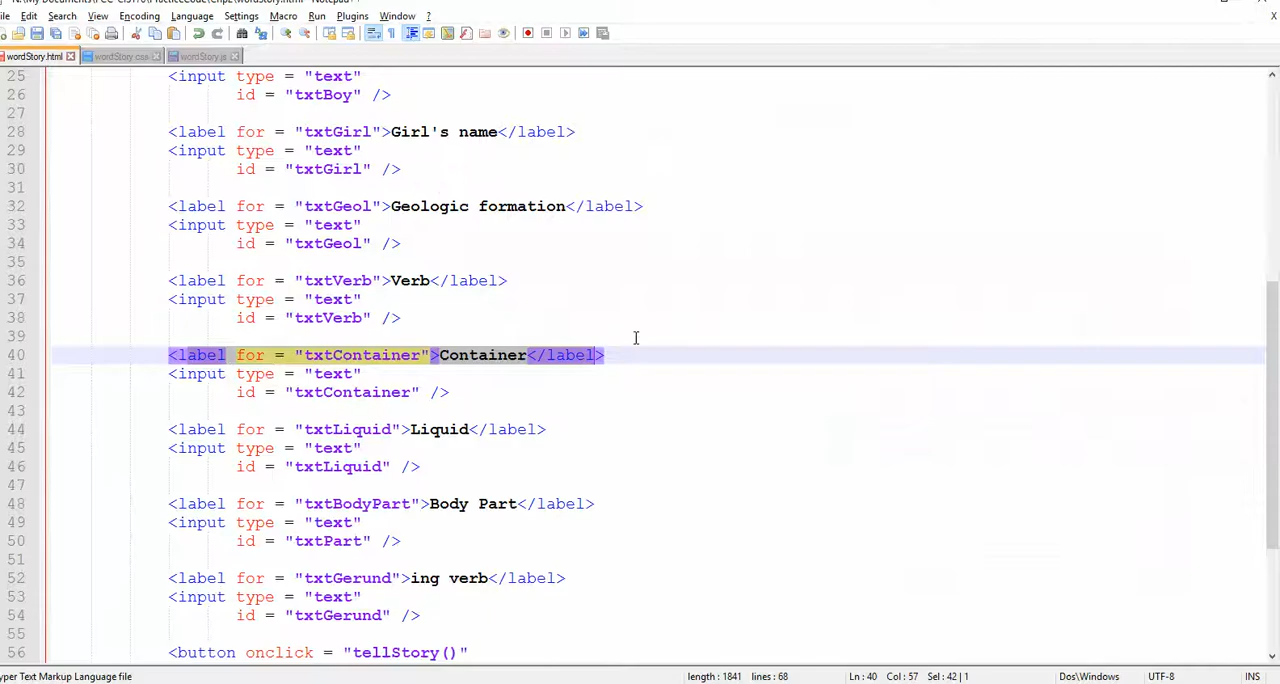 ile Edit Search View Encoding Language Settings Macro Run Plugins Window ?
X
wordStory.html wordStory.css wordStory.js
25 <input type = "text"
26 id = "txtBoy" />
27
28 <label for = "txtGirl">Girl's name</label>
29 <input type = "text"
30 id = "txtGirl" />
31
32 <label for = "txtGeol">Geologic formation</label>
33 <input type = "text"
34 id = "txtGeol" />
35
36 <label for = "txtVerb">Verb</label>
37 <input type = "text"
38 id = "txtVerb" />
39
40 <label for = "txtContainer">Container</label>
41 <input type = "text"
42 id = "txtContainer" />
43
44 <label for = "txtLiquid">Liquid</label>
45 <input type = "text"
46 id = "txtLiquid" />
47
48 <label for = "txtBodyPart">Body Part</label>
49 <input type = "text"
50 id = "txtPart" />
51
52 <label for = "txtGerund">ing verb</label>
53 <input type = "text"
54 id = "txtGerund" />
55
56 <button onclick = "tellStory()"
yper Text Markup Language file length : 1841 lines : 68 Ln : 40 Col : 57 Sel : 42 | 1 Dos\Windows UTF-8 INS